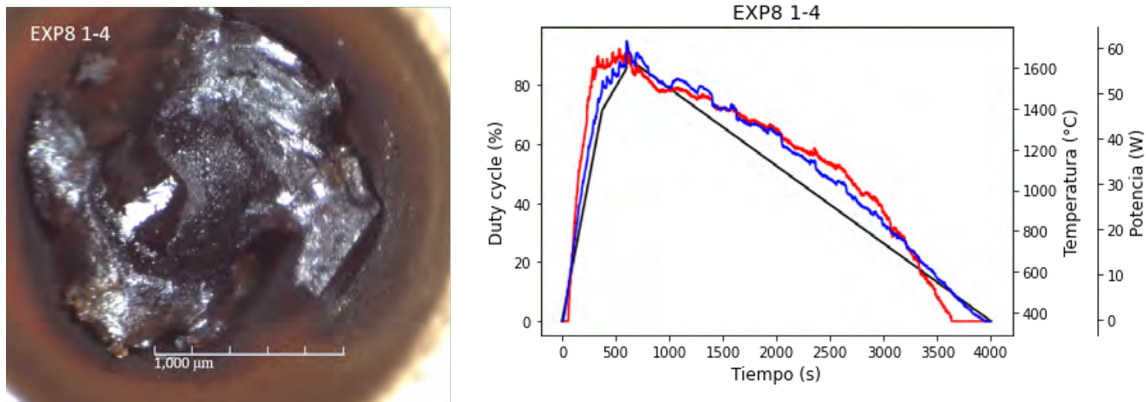 EXP8 1-4
1,000 µm
EXP8 1-4
Duty cycle (%)
80
60
40
20
0
0 500 1000 1500 2000 2500 3000 3500 4000
Tiempo (s)
1600
1400
1200
1000
800
600
400
Temperatura (°C)
60
50
40
30
20
10
0
Potencia (W)